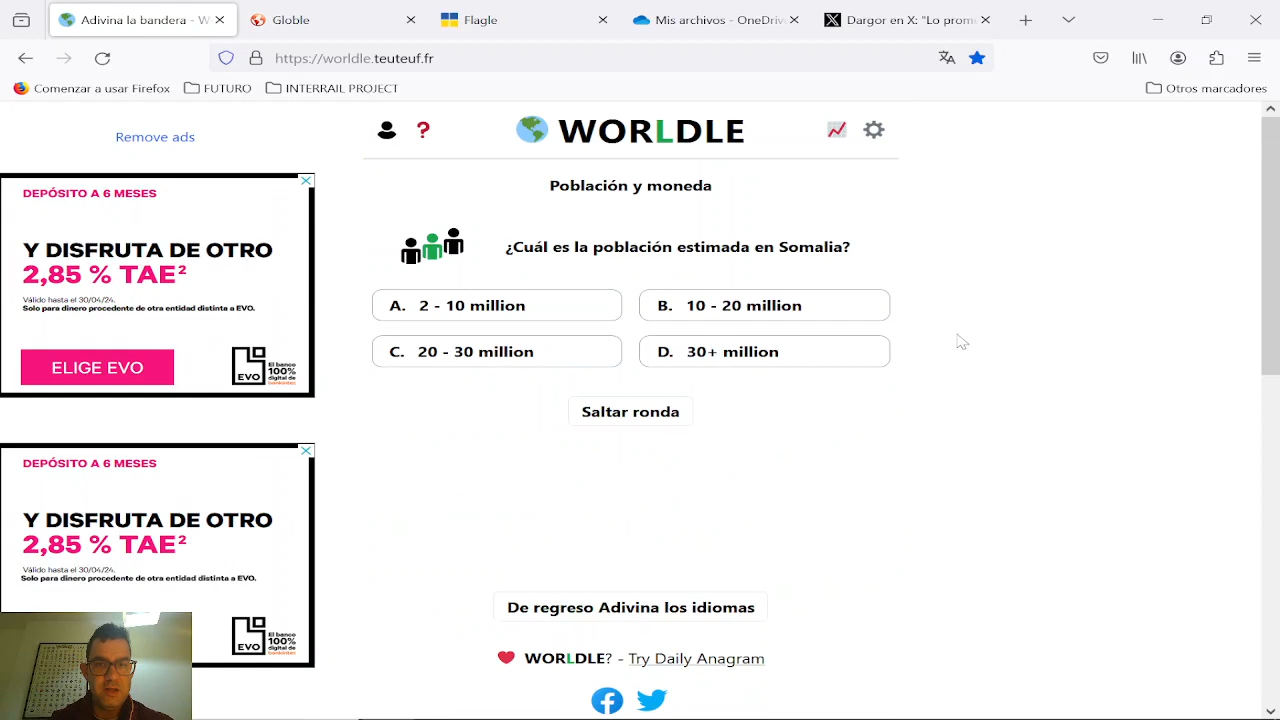 Adivina la bandera - W
Globle
Flagle
Mis archivos - OneDriv
Dargor en X: "Lo prom
https://worldle.teuteuf.fr
Comenzar a usar Firefox
FUTURO
INTERRAIL PROJECT
Otros marcadores
Remove ads
? WORLDLE
Población y moneda
¿Cuál es la población estimada en Somalia?
A. 2 - 10 million
B. 10 - 20 million
C. 20 - 30 million
D. 30+ million
Saltar ronda
De regreso Adivina los idiomas
WORLDLE? - Try Daily Anagram
DEPÓSITO A 6 MESES
Y DISFRUTA DE OTRO
2,85 % TAE²
Válido hasta el 30/04/24.
Solo para dinero procedente de otra entidad distinta a EVO.
ELIGE EVO
EVO
El banco
100%
digital de
bankinter.
DEPÓSITO A 6 MESES
Y DISFRUTA DE OTRO
2,85 % TAE²
Válido hasta el 30/04/24.
Solo para dinero procedente de otra entidad distinta a EVO.
EVO
El banco
100%
digital de
bankinter.